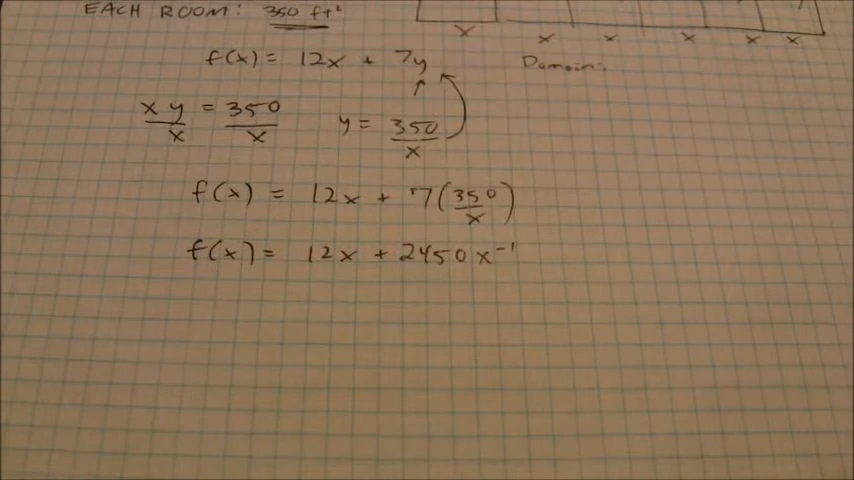 EACH ROOM: 350 ft²
x x x x x x
f(x) = 12x + 7y
Domain:
xy/x = 350/x
y = 350/x
f(x) = 12x + 7(350/x)
f(x) = 12x + 2450x⁻¹